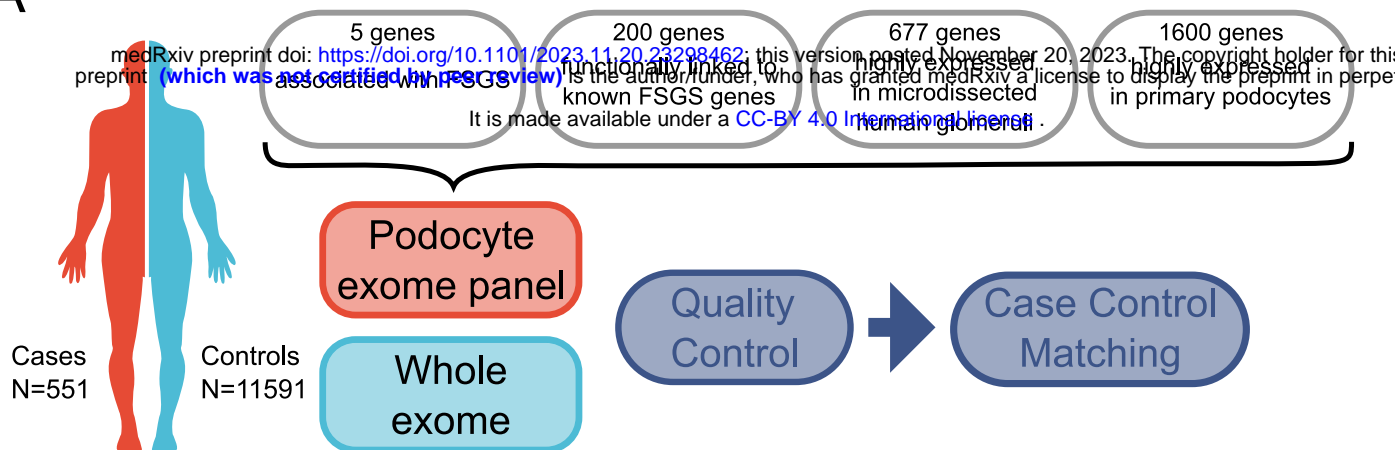 A
5 genes
associated with FSGS
200 genes
functionally linked to
known FSGS genes
677 genes
highly expressed
in microdissected
human glomeruli
1600 genes
highly expressed
in primary podocytes
medRxiv preprint doi: https://doi.org/10.1101/2023.11.20.23298462; this version posted November 20, 2023. The copyright holder for this
preprint (which was not certified by peer review) is the author/funder, who has granted medRxiv a license to display the preprint in
It is made available under a CC-BY 4.0 International license .
Podocyte
exome panel
Quality
Control
Case Control
Matching
Cases
N=551
Controls
N=11591
Whole
exome